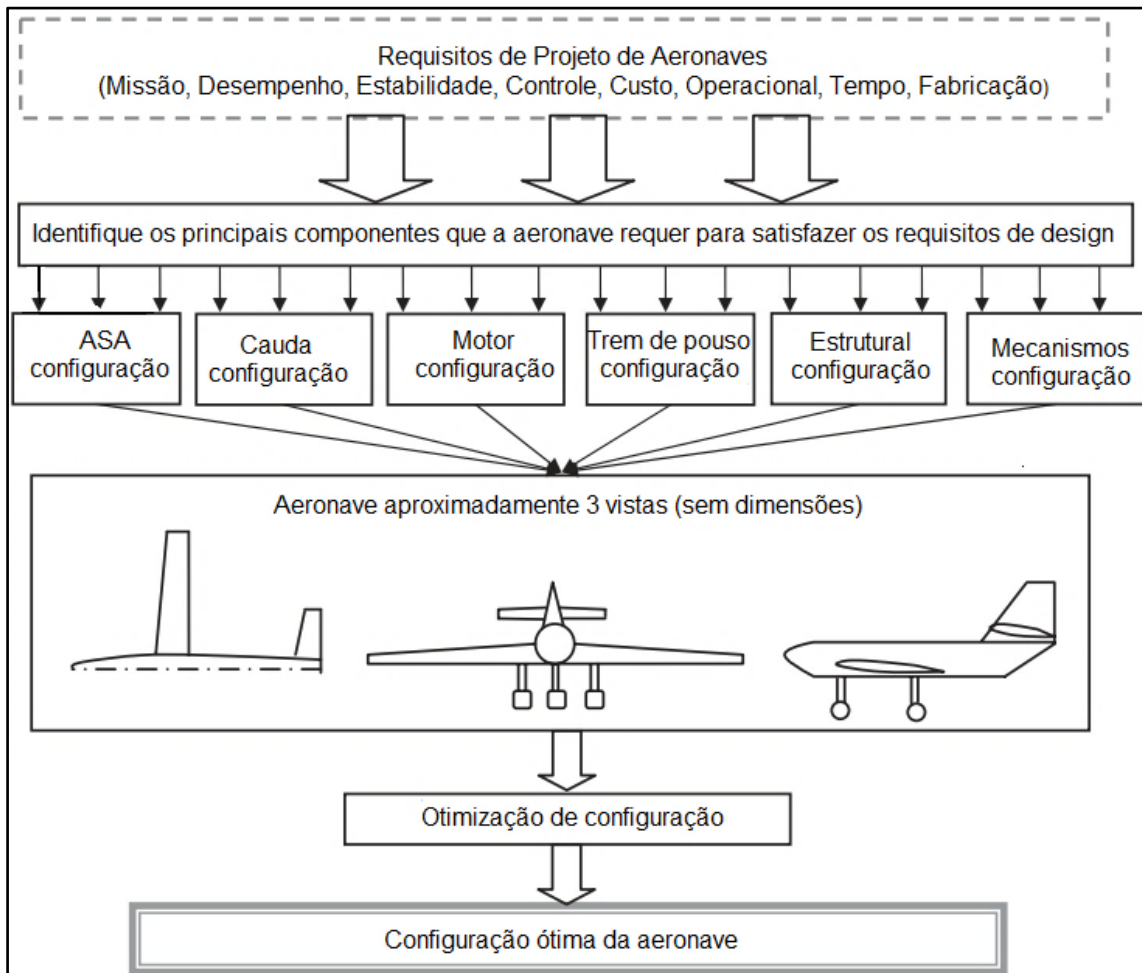 Requisitos de Projeto de Aeronaves
(Missão, Desempenho, Estabilidade, Controle, Custo, Operacional, Tempo, Fabricação)
Identifique os principais componentes que a aeronave requer para satisfazer os requisitos de design
ASA
configuração
Cauda
configuração
Motor
configuração
Trem de pouso
configuração
Estrutural
configuração
Mecanismos
configuração
Aeronave aproximadamente 3 vistas (sem dimensões)
Otimização de configuração
Configuração ótima da aeronave